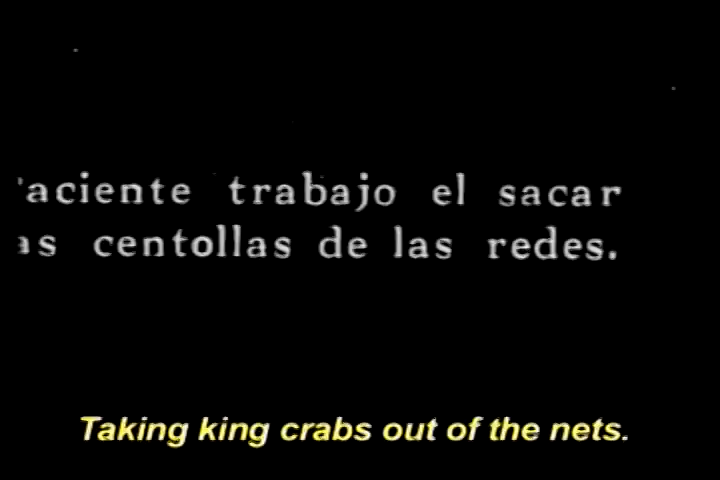 aciente trabajo el sacar
as centollas de las redes.
Taking king crabs out of the nets.